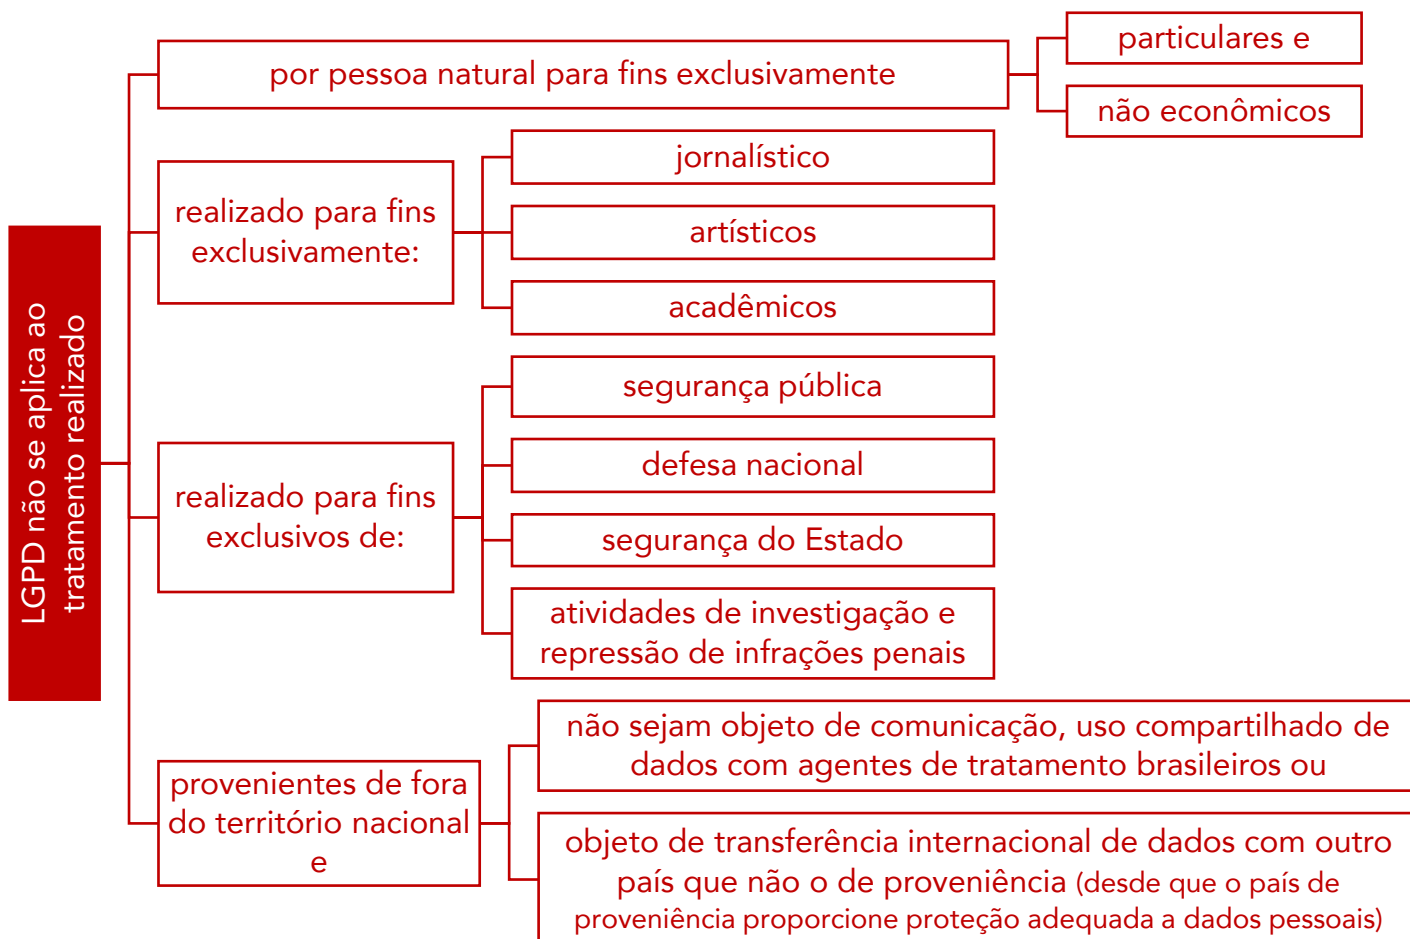 LGPD não se aplica ao
tratamento realizado
por pessoa natural para fins exclusivamente
particulares e
não econômicos
realizado para fins
exclusivamente:
jornalístico
artísticos
acadêmicos
realizado para fins
exclusivos de:
segurança pública
defesa nacional
segurança do Estado
atividades de investigação e
repressão de infrações penais
provenientes de fora
do território nacional
e
não sejam objeto de comunicação, uso compartilhado de
dados com agentes de tratamento brasileiros ou
objeto de transferência internacional de dados com outro
país que não o de proveniência (desde que o país de
proveniência proporcione proteção adequada a dados pessoais)